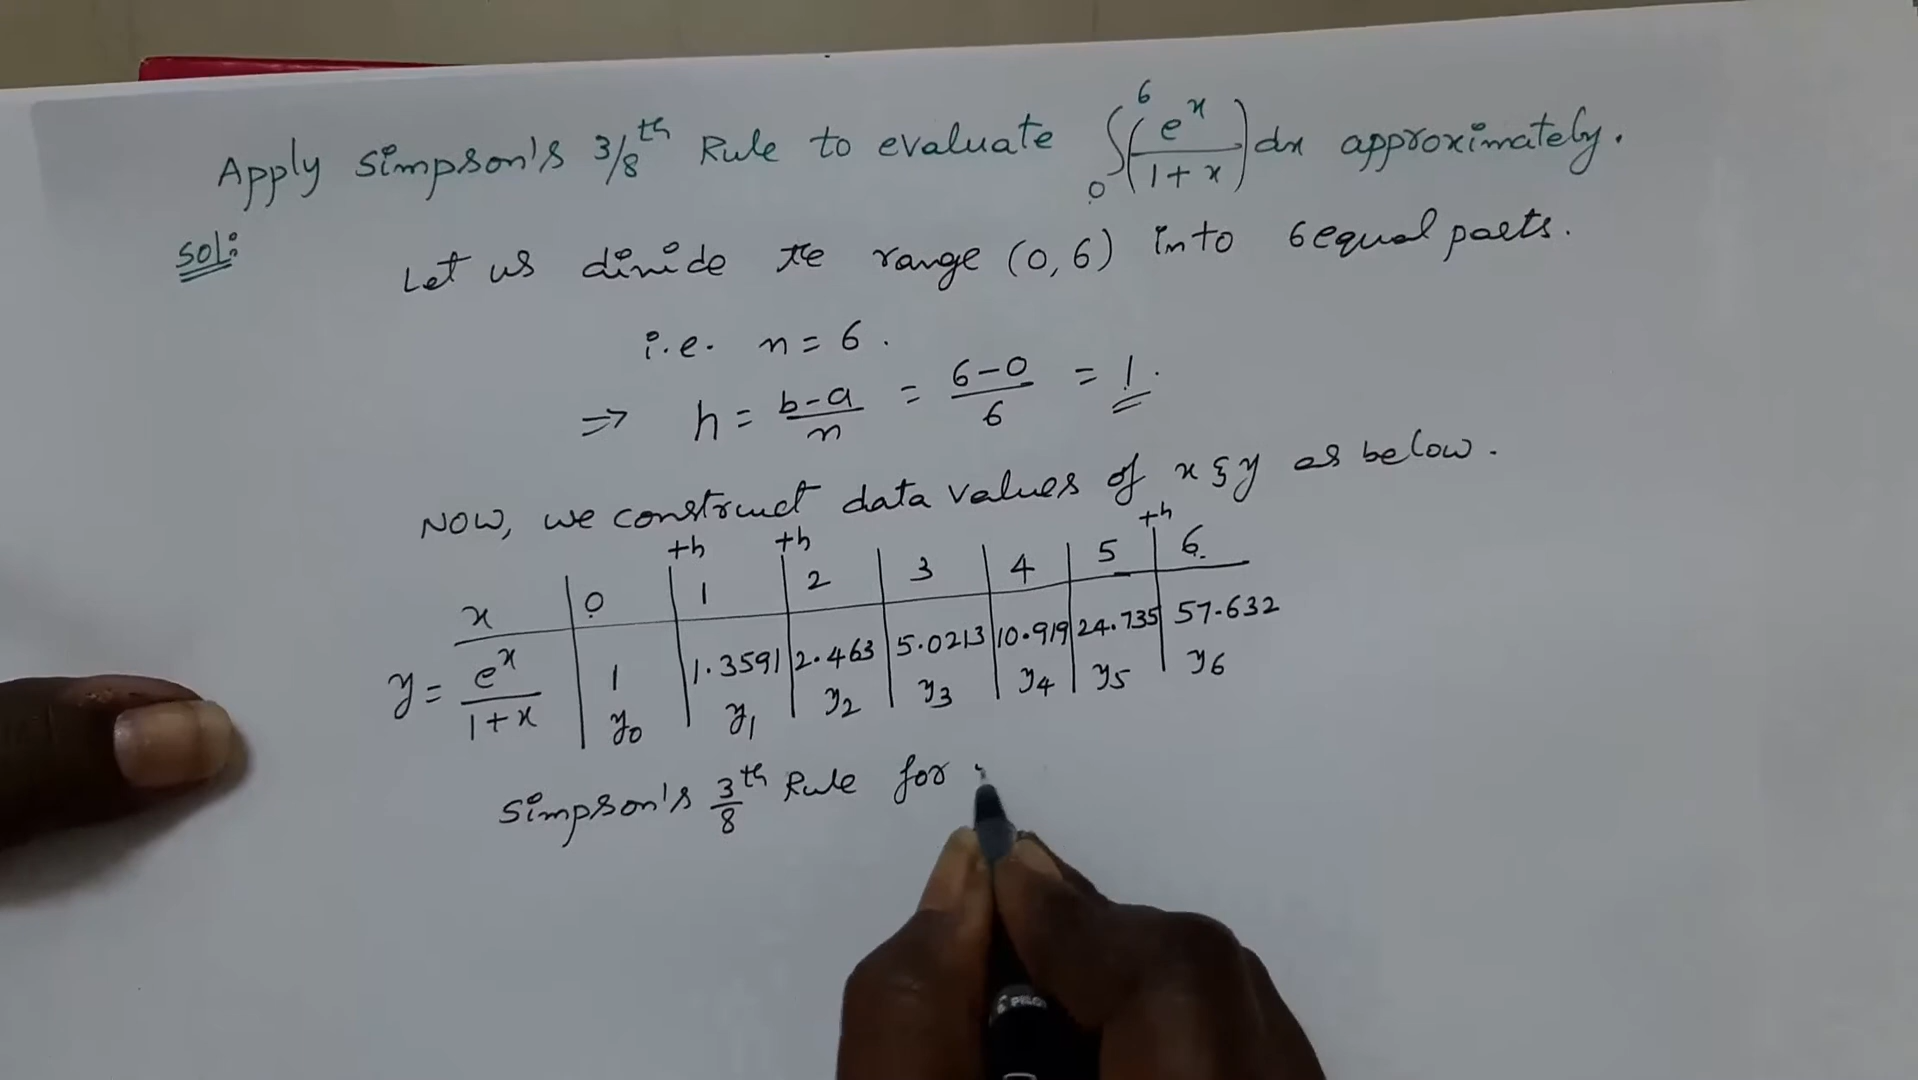 Apply Simpson's 3/8th Rule to evaluate ∫₀⁶ (eˣ/(1+x)) dx approximately.
Sol:
Let us divide the range (0,6) into 6 equal parts.
i.e. n = 6.
⇒ h = (b-a)/n = (6-0)/6 = 1.
Now, we construct data values of x & y as below.
+h +h +h
x 0 1 2 3 4 5 6
y = eˣ/(1+x) 1 1.3591 2.463 5.0213 10.919 24.735 57.632
y₀ y₁ y₂ y₃ y₄ y₅ y₆
Simpson's 3/8 th Rule for
PILOT